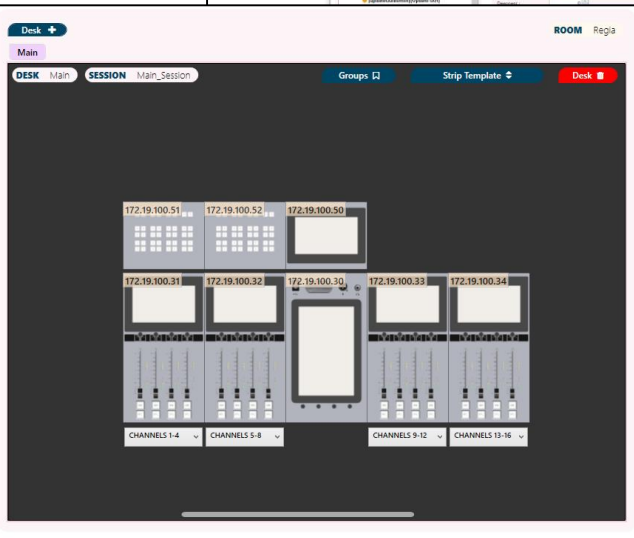 Desk +
ROOM Regia
Main
DESK Main SESSION Main_Session Groups Strip Template Desk
172.19.100.51 172.19.100.52 172.19.100.50
172.19.100.31 172.19.100.32 172.19.100.30 172.19.100.33 172.19.100.34
CHANNELS 1-4 CHANNELS 5-8 CHANNELS 9-12 CHANNELS 13-16